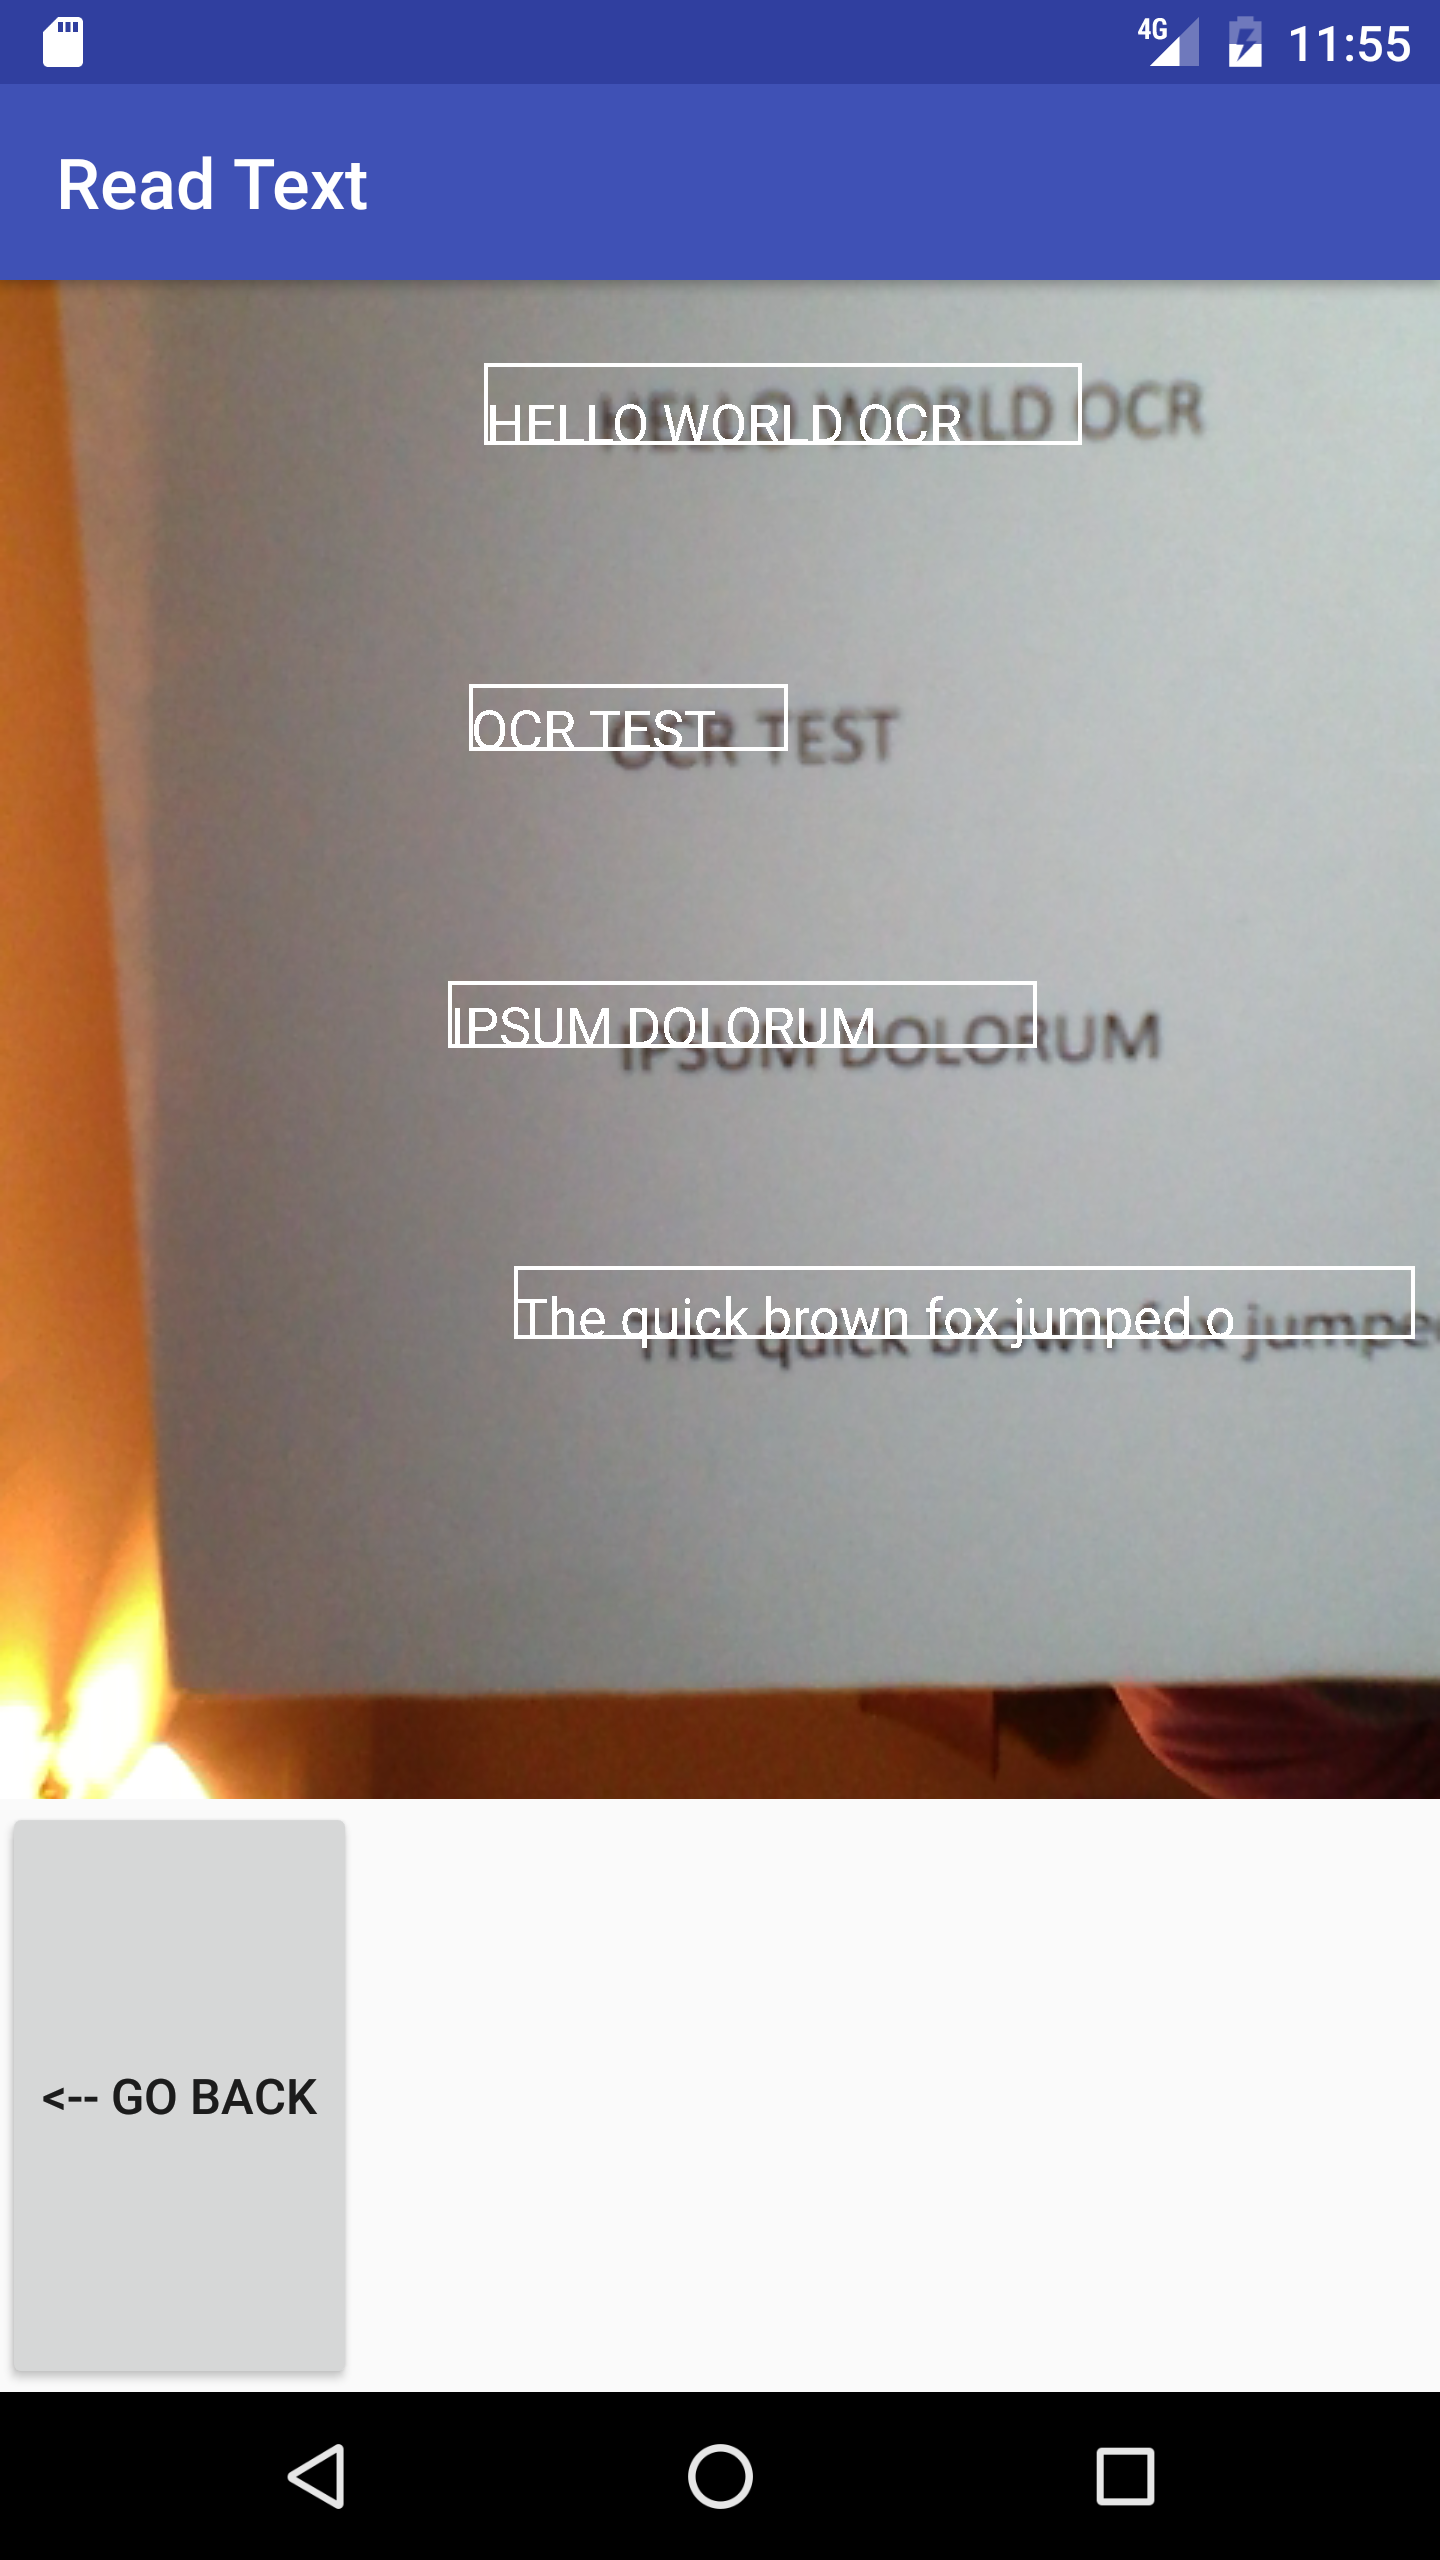 4G 11:55
Read Text
HELLO WORLD OCR
HELLO WORLD OCR
OCR TEST
OCR TEST
IPSUM DOLORUM
IPSUM DOLORUM
The quick brown fox jumped o
The quick brown fox jumpe
<-- GO BACK